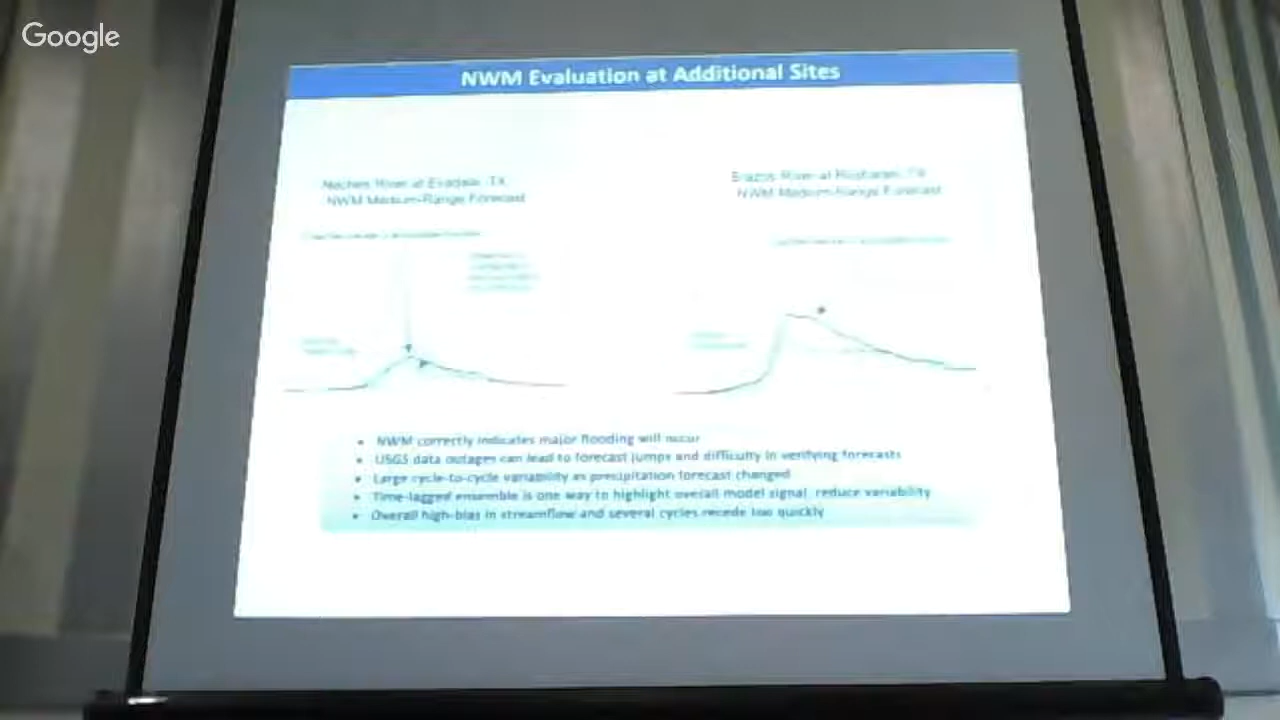 Google
NWM Evaluation at Additional Sites
Neches River at Evadale, TX
NWM Medium-Range Forecast
Brazos River at Rosharon, TX
NWM Medium-Range Forecast
• NWM correctly indicates major flooding will occur
• USGS data outages can lead to forecast jumps and difficulty in verifying forecasts
• Large cycle-to-cycle variability as precipitation forecast changed
• Time-lagged ensemble is one way to highlight overall model signal, reduce variability
• Overall high-bias in streamflow and several cycles recede too quickly